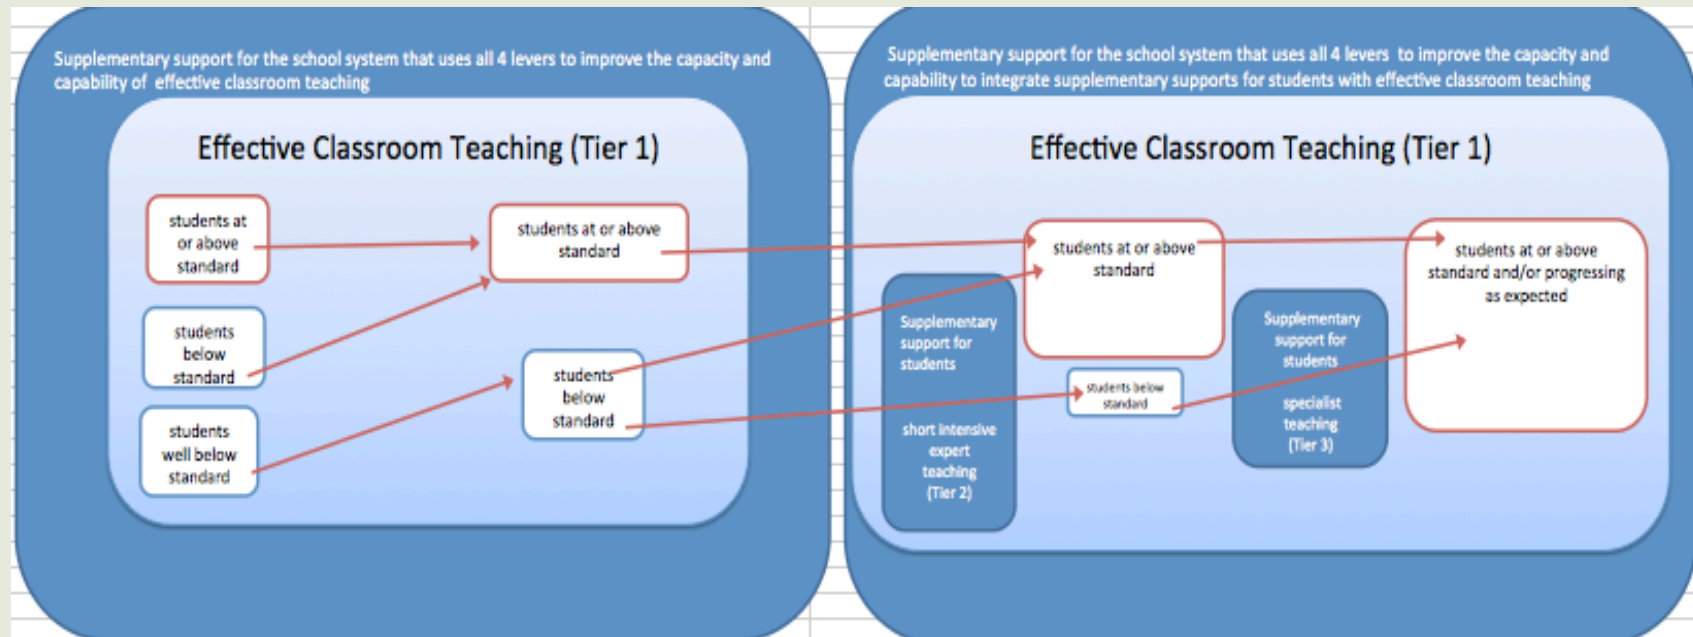 Supplementary support for the school system that uses all 4 levers to improve the capacity and
capability of effective classroom teaching
Effective Classroom Teaching (Tier 1)
students at
or above
standard
students
below
standard
students
well below
standard
students at or above
standard
students
below
standard
Supplementary support for the school system that uses all 4 levers to improve the capacity and
capability to integrate supplementary supports for students with effective classroom teaching
Effective Classroom Teaching (Tier 1)
Supplementary
support for
students
short intensive
expert
teaching
(Tier 2)
students at or above
standard
students below
standard
Supplementary
support for
students
specialist
teaching
(Tier 3)
students at or above
standard and/or progressing
as expected